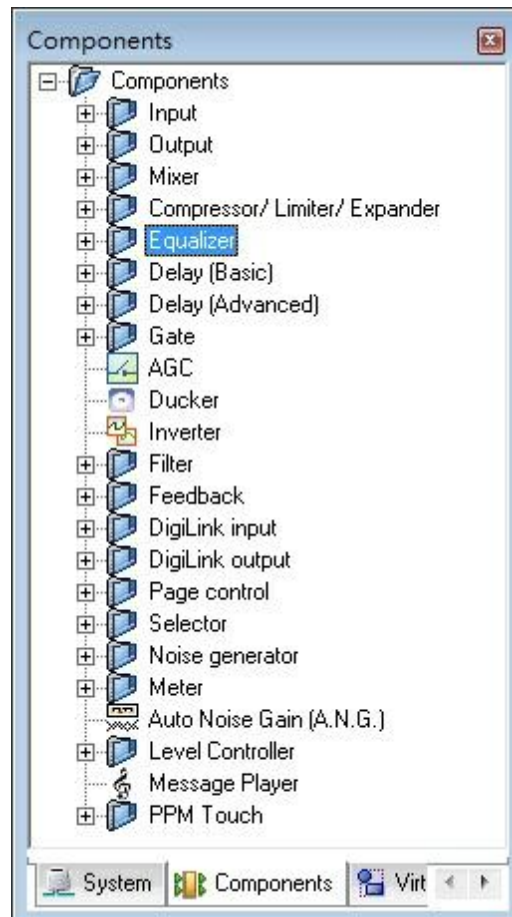 Components
Components
Input
Output
Mixer
Compressor/ Limiter/ Expander
Equalizer
Delay (Basic)
Delay (Advanced)
Gate
AGC
Ducker
Inverter
Filter
Feedback
DigiLink input
DigiLink output
Page control
Selector
Noise generator
Meter
Auto Noise Gain (A.N.G.)
Level Controller
Message Player
PPM Touch
System Components Virt